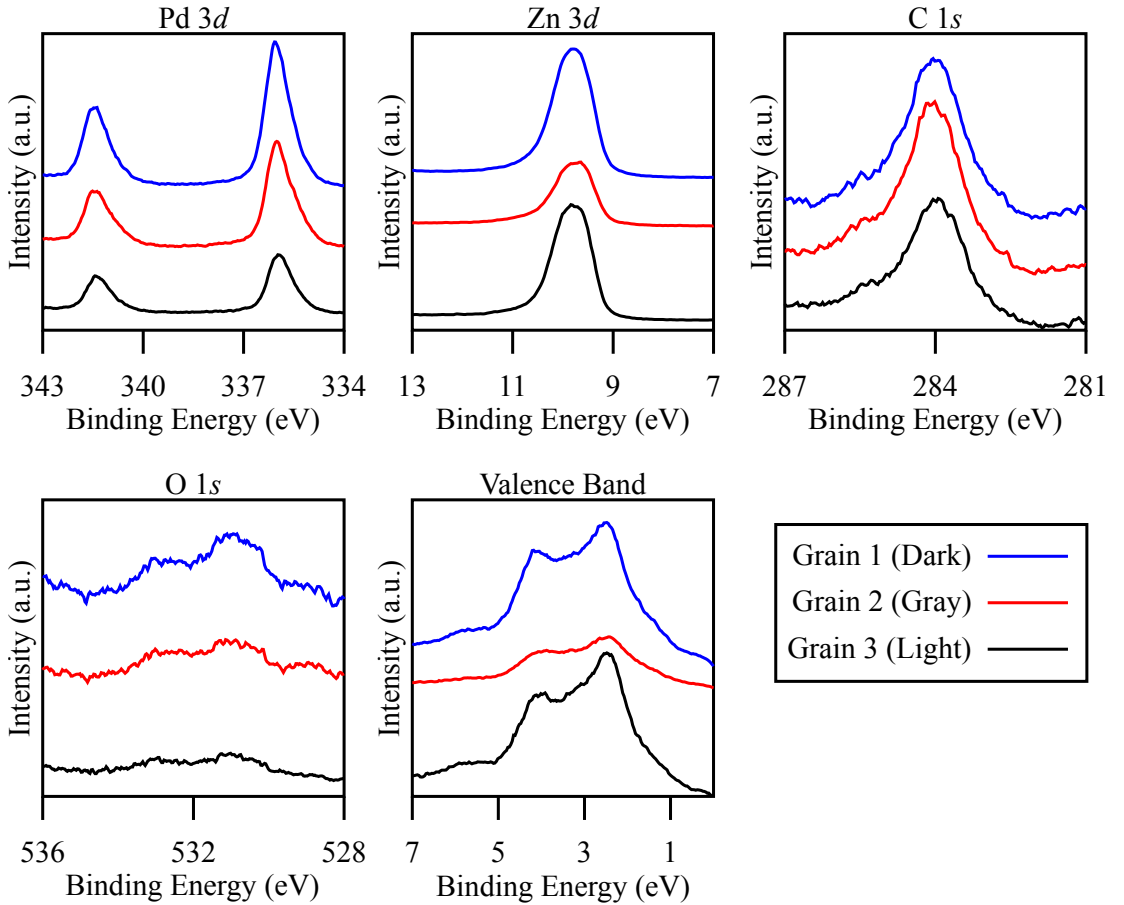 Pd 3d
Zn 3d
C 1s
Intensity (a.u.)
Intensity (a.u.)
Intensity (a.u.)
343 340 337 334
13 11 9 7
287 284 281
Binding Energy (eV)
Binding Energy (eV)
Binding Energy (eV)
O 1s
Valence Band
Intensity (a.u.)
Intensity (a.u.)
Grain 1 (Dark)
Grain 2 (Gray)
Grain 3 (Light)
536 532 528
7 5 3 1
Binding Energy (eV)
Binding Energy (eV)